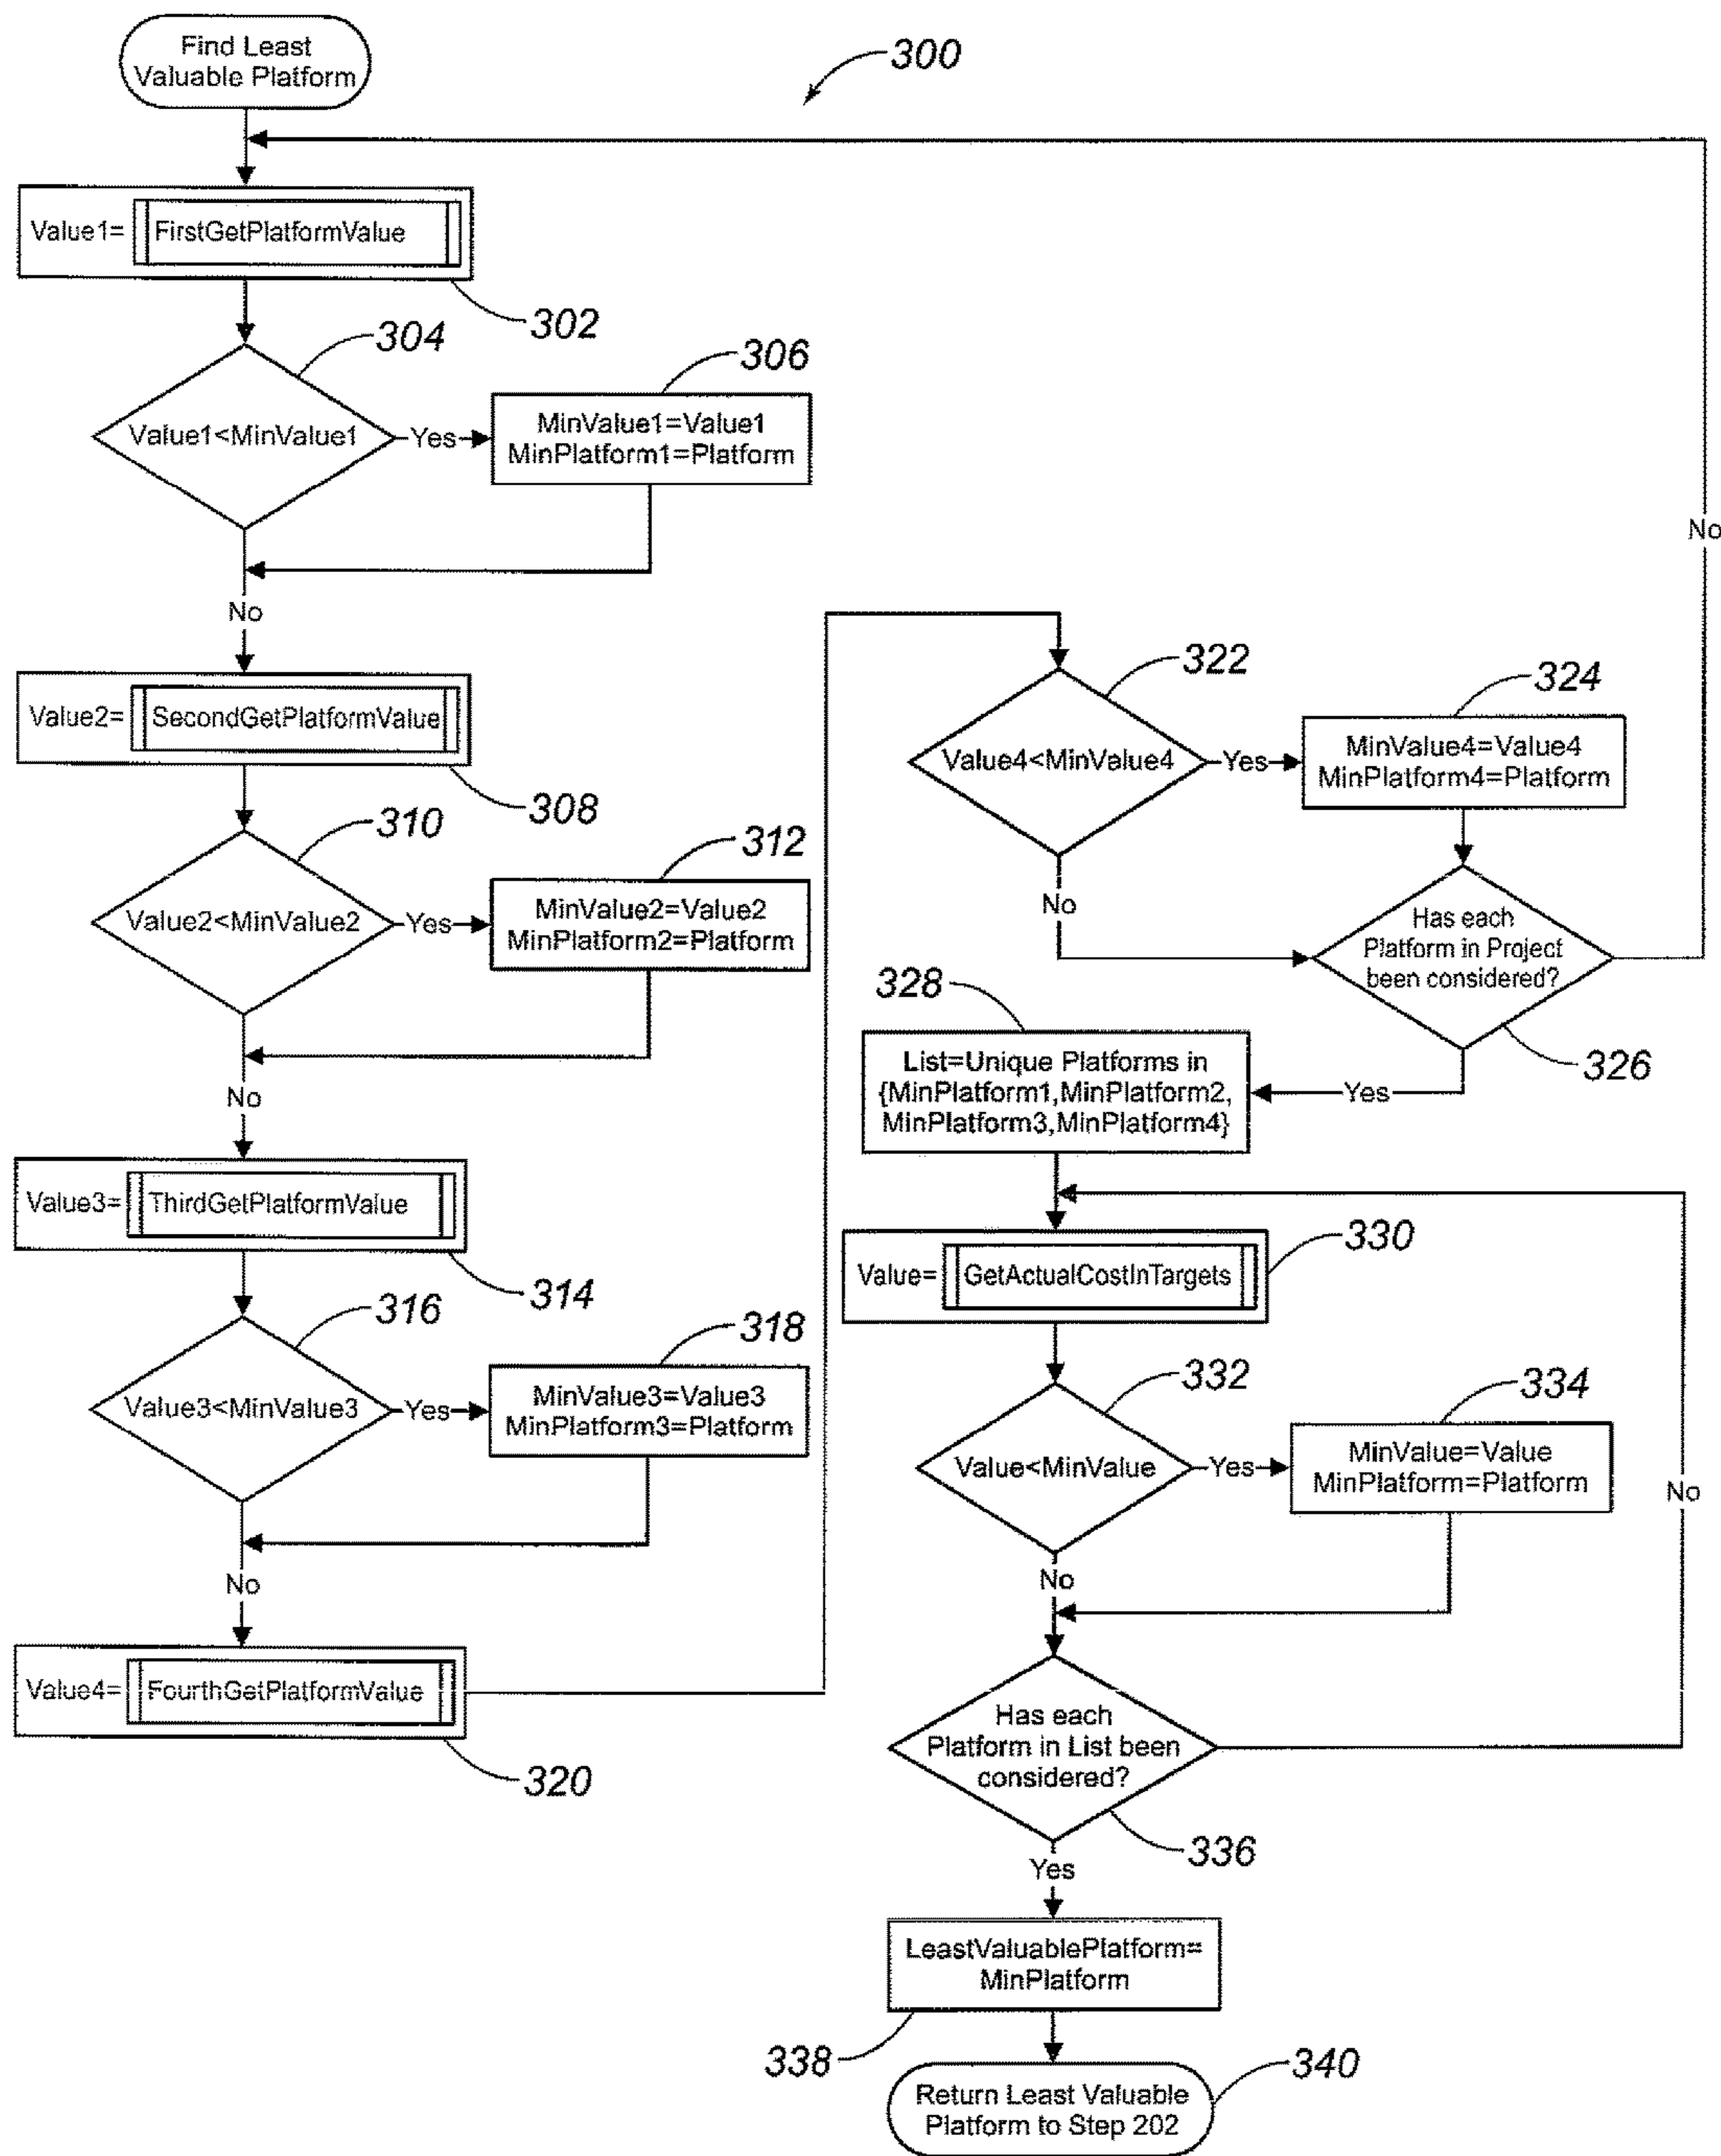 Find Least
Valuable Platform
300
Value1=
FirstGetPlatformValue
302
304
Value1<MinValue1
Yes
306
MinValue1=Value1
MinPlatform1=Platform
No
Value2=
SecondGetPlatformValue
308
310
Value2<MinValue2
Yes
312
MinValue2=Value2
MinPlatform2=Platform
No
Value3=
ThirdGetPlatformValue
314
316
Value3<MinValue3
Yes
318
MinValue3=Value3
MinPlatform3=Platform
No
Value4=
FourthGetPlatformValue
320
322
Value4<MinValue4
Yes
324
MinValue4=Value4
MinPlatform4=Platform
No
Has each
Platform in Project
been considered?
326
No
Yes
328
List=Unique Platforms in
{MinPlatform1,MinPlatform2,
MinPlatform3,MinPlatform4}
Value=
GetActualCostInTargets
330
332
Value<MinValue
Yes
334
MinValue=Value
MinPlatform=Platform
No
No
Has each
Platform in List been
considered?
336
Yes
LeastValuablePlatform=
MinPlatform
338
340
Return Least Valuable
Platform to Step 202